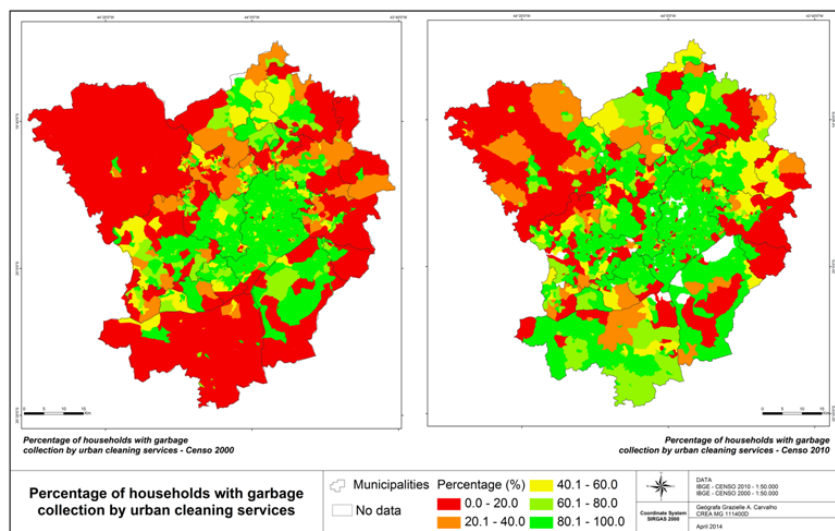 Percentage of households with garbage
collection by urban cleaning services - Censo 2000
Percentage of households with garbage
collection by urban cleaning services - Censo 2010
Percentage of households with garbage
collection by urban cleaning services
Municipalities
No data
Percentage (%)
0.0 - 20.0
20.1 - 40.0
40.1 - 60.0
60.1 - 80.0
80.1 - 100.0
Coordinate System
SIRGAS 2000
DATA
IBGE - CENSO 2010 - 1:50.000
IBGE - CENSO 2000 - 1:50.000
Geógrafa Grazielle A. Carvalho
CREA MG 111400D
April.2014